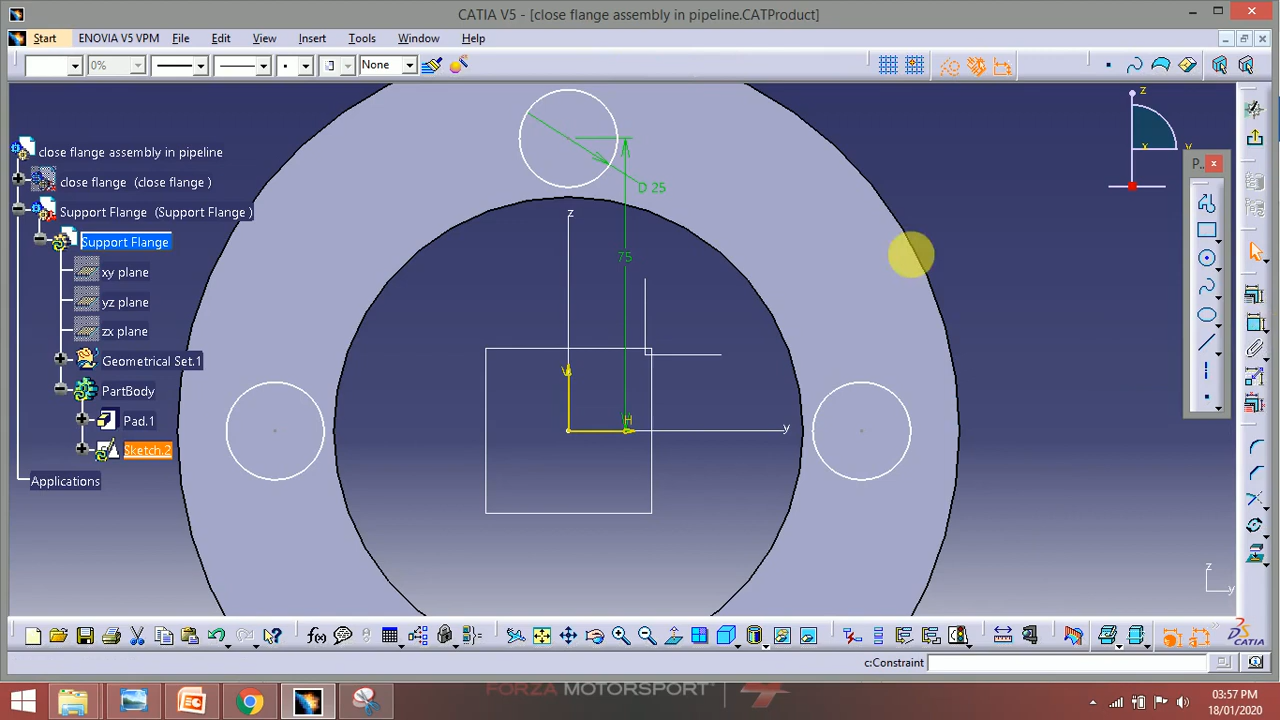 CATIA V5 - [close flange assembly in pipeline.CATProduct]
Start ENOVIA V5 VPM File Edit View Insert Tools Window Help
0% None
z
x y
P..
close flange assembly in pipeline
close flange (close flange )
Support Flange (Support Flange )
Support Flange
xy plane
yz plane
zx plane
Geometrical Set.1
PartBody
Pad.1
Sketch.2
Applications
D 25
z
75
V
H
y
z
y
f(x)
CATIA
c:Constraint
FORZA MOTORSPORT
03:57 PM
18/01/2020